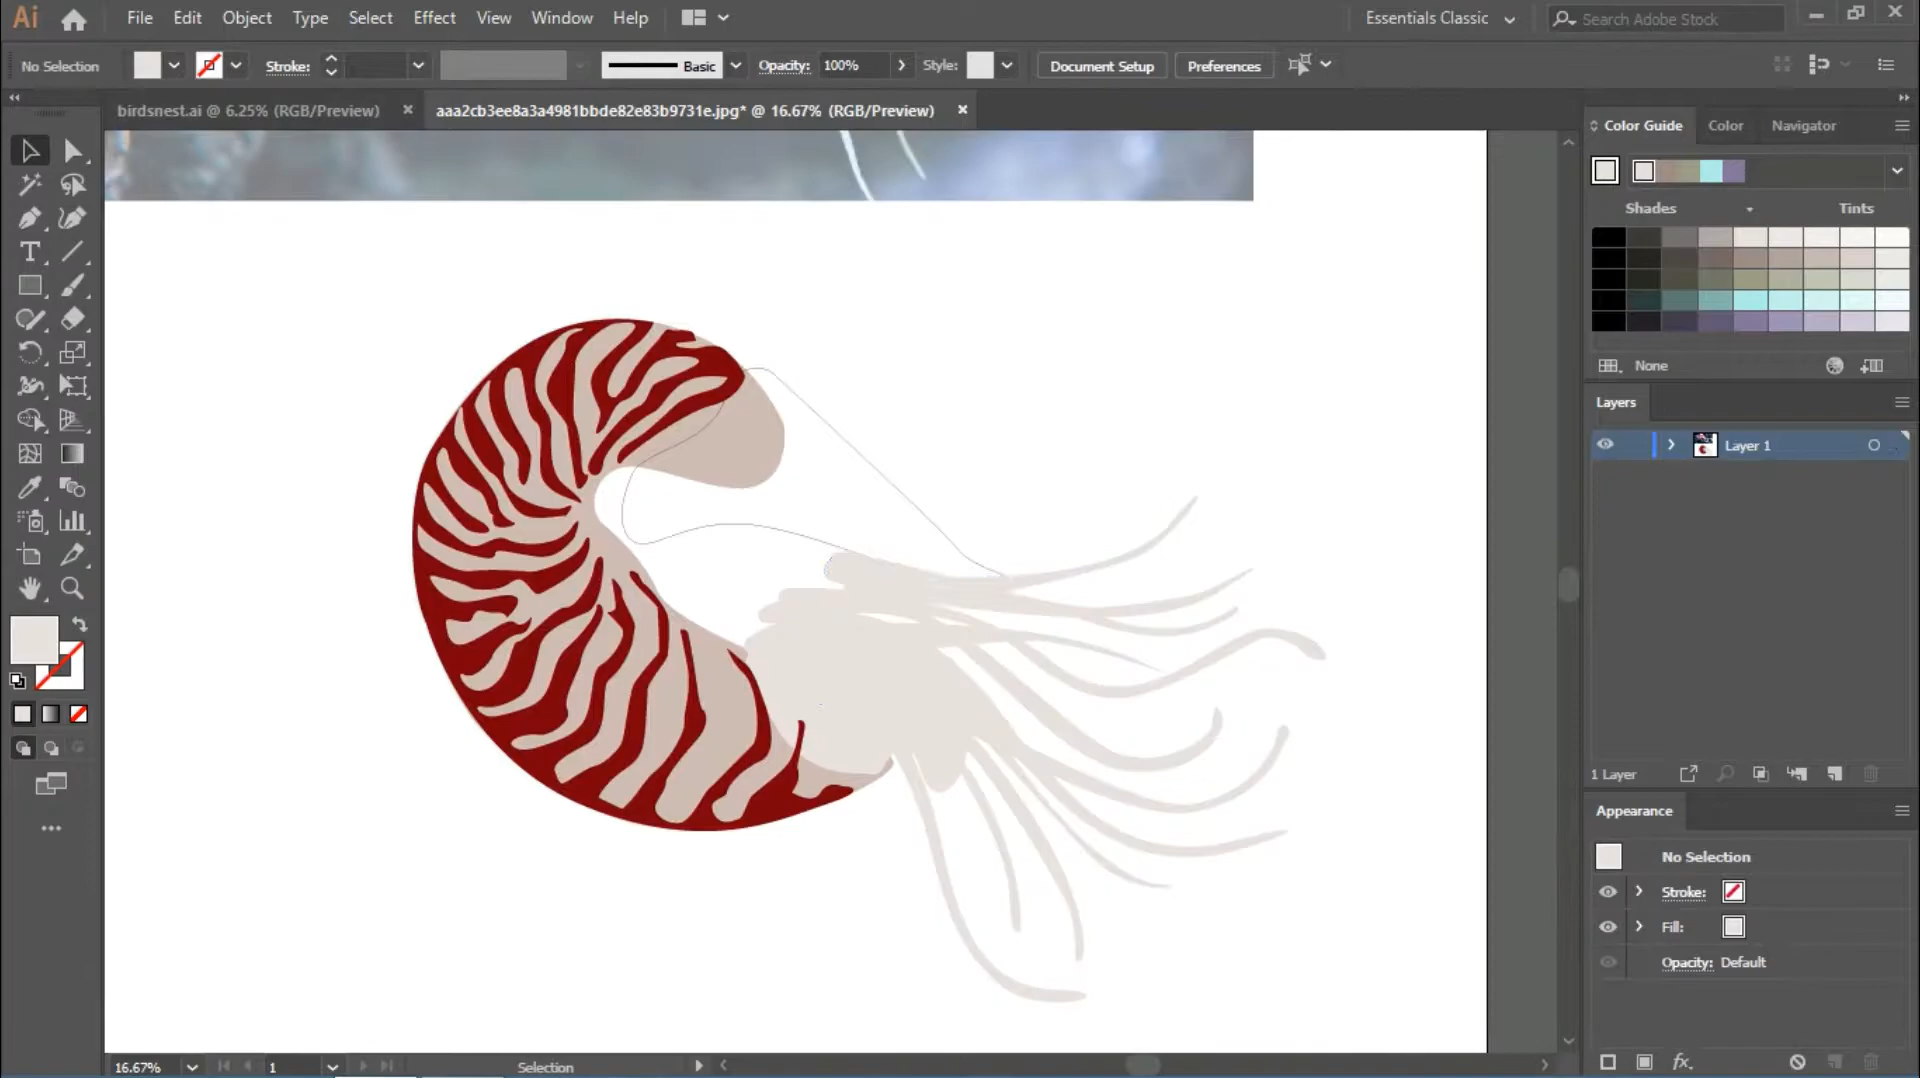 Ai File Edit Object Type Select Effect View Window Help Essentials Classic Search Adobe Stock
No Selection Stroke: Basic Opacity: 100% Style: Document Setup Preferences
birdsnest.ai @ 6.25% (RGB/Preview) aaa2cb3ee8a3a4981bbde82e83b9731e.jpg* @ 16.67% (RGB/Preview)
Color Guide Color Navigator
Shades Tints
None
Layers
Layer 1
1 Layer
Appearance
No Selection
Stroke:
Fill:
Opacity: Default
16.67% 1 Selection